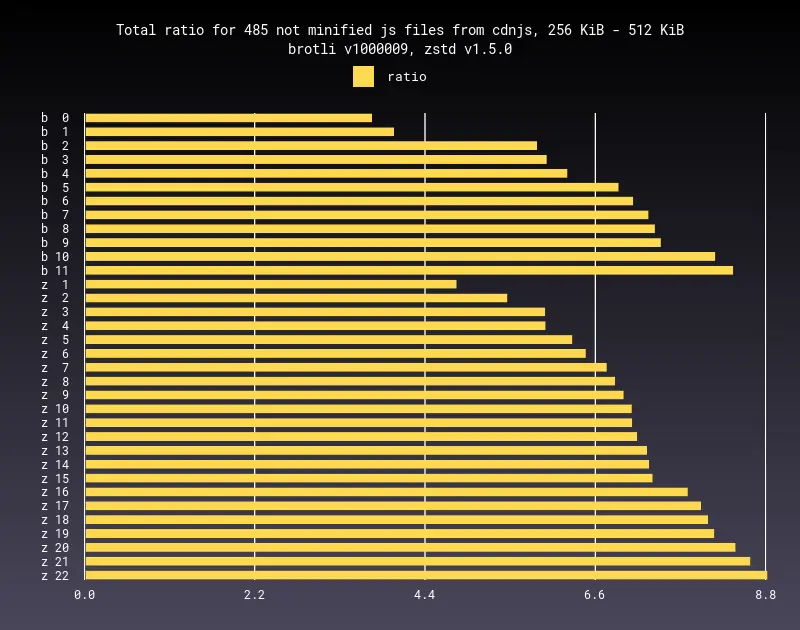 Total ratio for 485 not minified js files from cdnjs, 256 KiB - 512 KiB
brotli v1000009, zstd v1.5.0
ratio
b 0
b 1
b 2
b 3
b 4
b 5
b 6
b 7
b 8
b 9
b 10
b 11
z 1
z 2
z 3
z 4
z 5
z 6
z 7
z 8
z 9
z 10
z 11
z 12
z 13
z 14
z 15
z 16
z 17
z 18
z 19
z 20
z 21
z 22
0.0 2.2 4.4 6.6 8.8